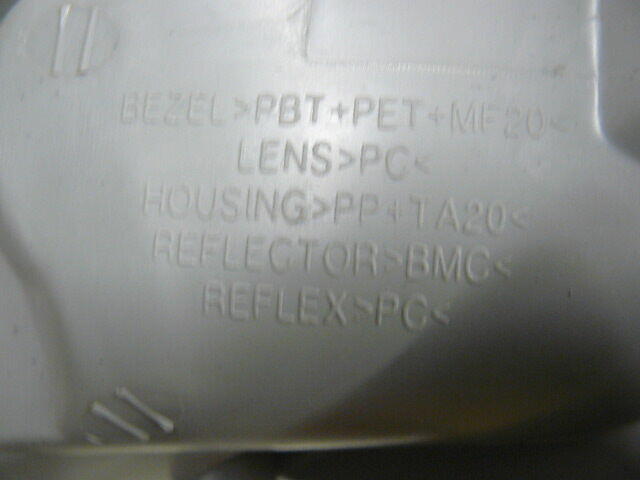 BEZEL>PBT+PET+MF20<
LENS>PC<
HOUSING>PP+TA20<
REFLECTOR>BMC<
REFLEX>PC<